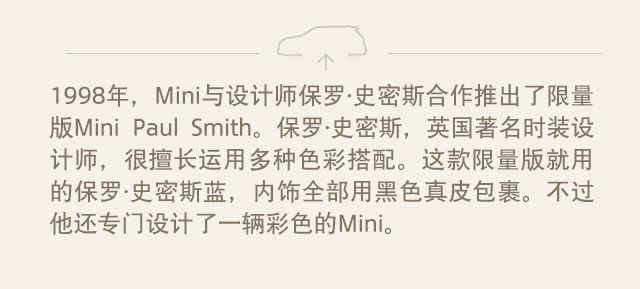 1998年，Mini与设计师保罗·史密斯合作推出了限量
版Mini Paul Smith。保罗·史密斯，英国著名时装设
计师，很擅长运用多种色彩搭配。这款限量版就用
的保罗·史密斯蓝，内饰全部用黑色真皮包裹。不过
他还专门设计了一辆彩色的Mini。